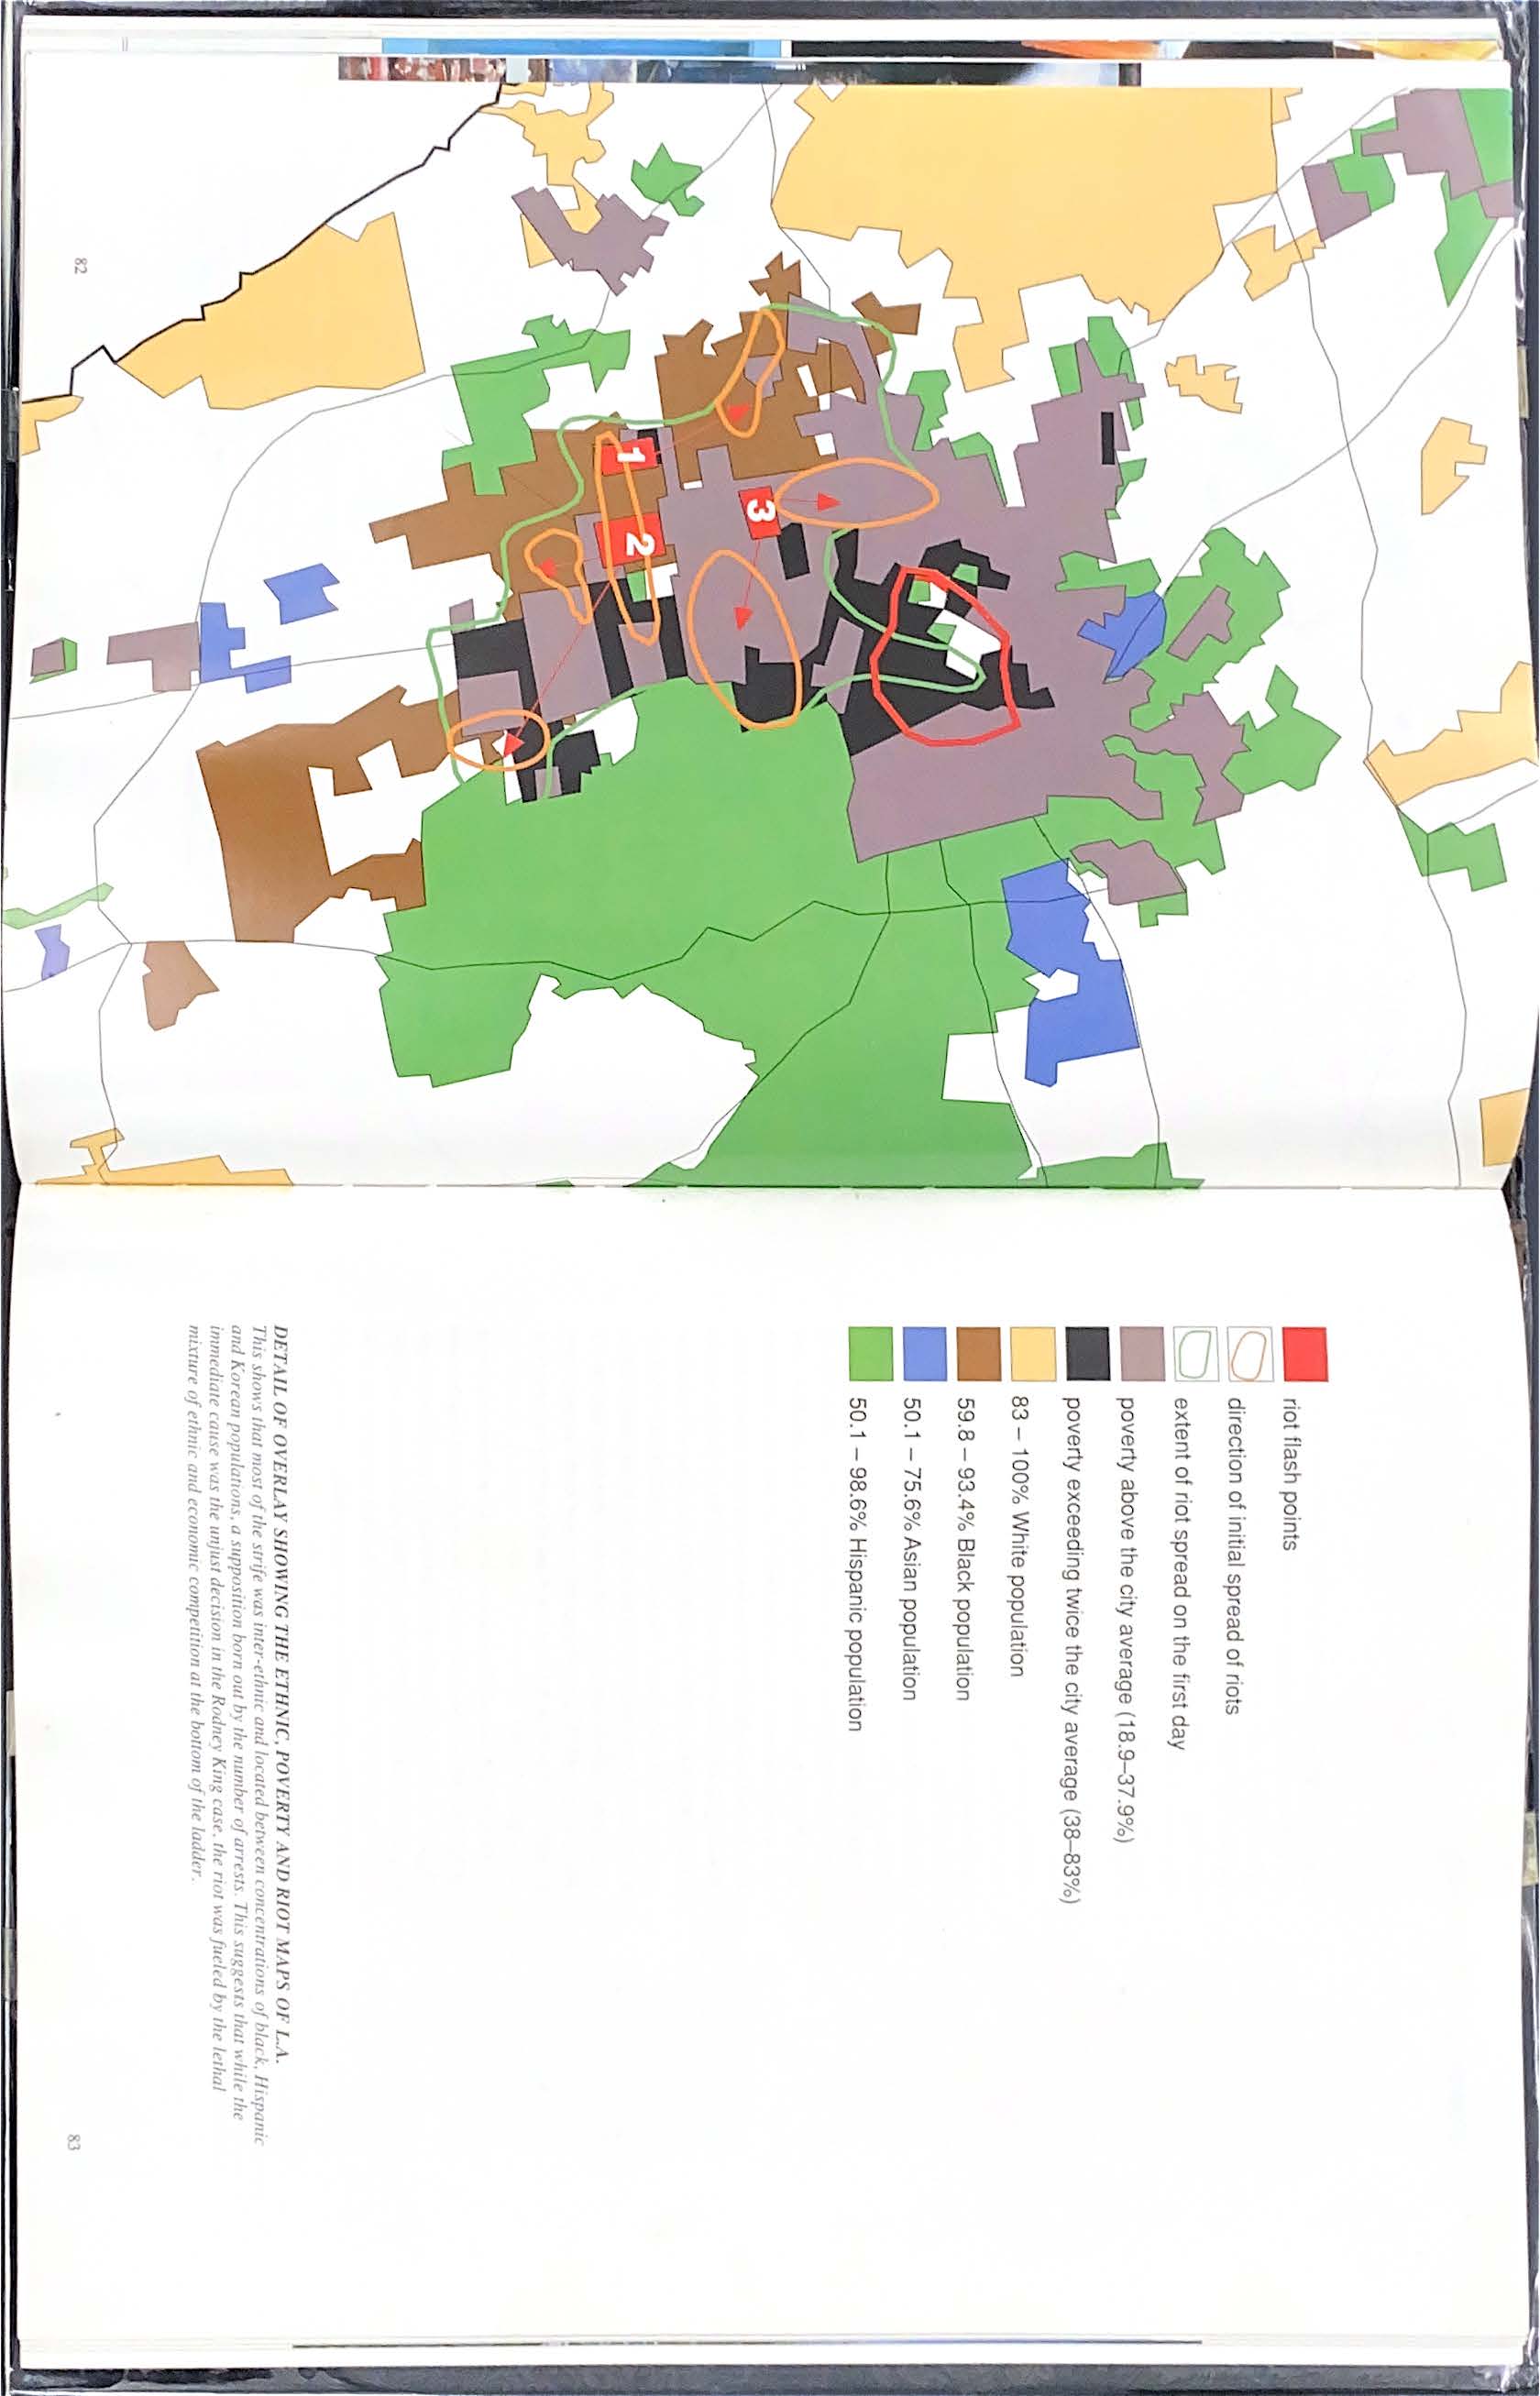 1
2
3
82
riot flash points
direction of initial spread of riots
extent of riot spread on the first day
poverty above the city average (18.9–37.9%)
poverty exceeding twice the city average (38–83%)
83 – 100% White population
59.8 – 93.4% Black population
50.1 – 75.6% Asian population
50.1 – 98.6% Hispanic population
DETAIL OF OVERLAY SHOWING THE ETHNIC, POVERTY AND RIOT MAPS OF L.A.
This shows that most of the strife was inter-ethnic and located between concentrations of black, Hispanic
and Korean populations, a supposition born out by the number of arrests. This suggests that while the
immediate cause was the unjust decision in the Rodney King case, the riot was fueled by the lethal
mixture of ethnic and economic competition at the bottom of the ladder.
83